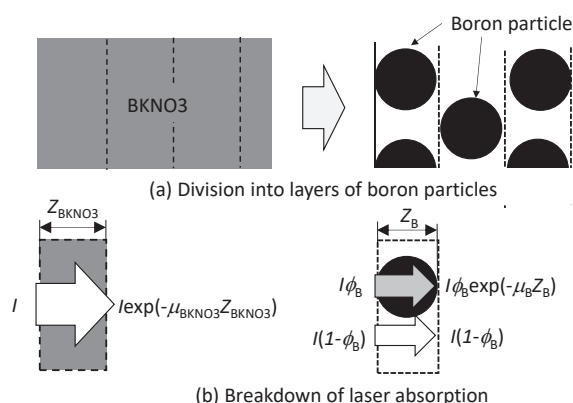 Boron particle
BKNO3
(a) Division into layers of boron particles
Z_BKNO3
Z_B
I
Iexp(-μ_BKNO3Z_BKNO3)
Iϕ_B
Iϕ_Bexp(-μ_BZ_B)
I(1-ϕ_B)
I(1-ϕ_B)
(b) Breakdown of laser absorption